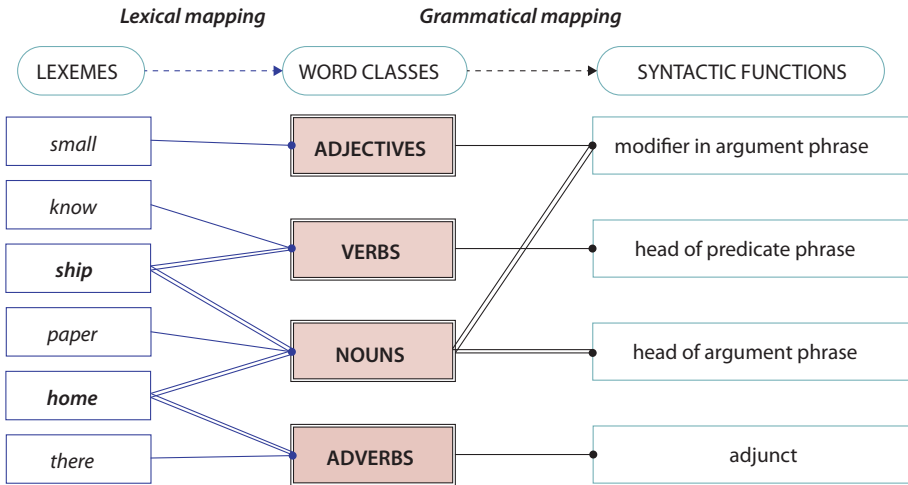 Lexical mapping Grammatical mapping
LEXEMES WORD CLASSES SYNTACTIC FUNCTIONS
small ADJECTIVES modifier in argument phrase
know
VERBS head of predicate phrase
ship
paper
NOUNS head of argument phrase
home
there ADVERBS adjunct